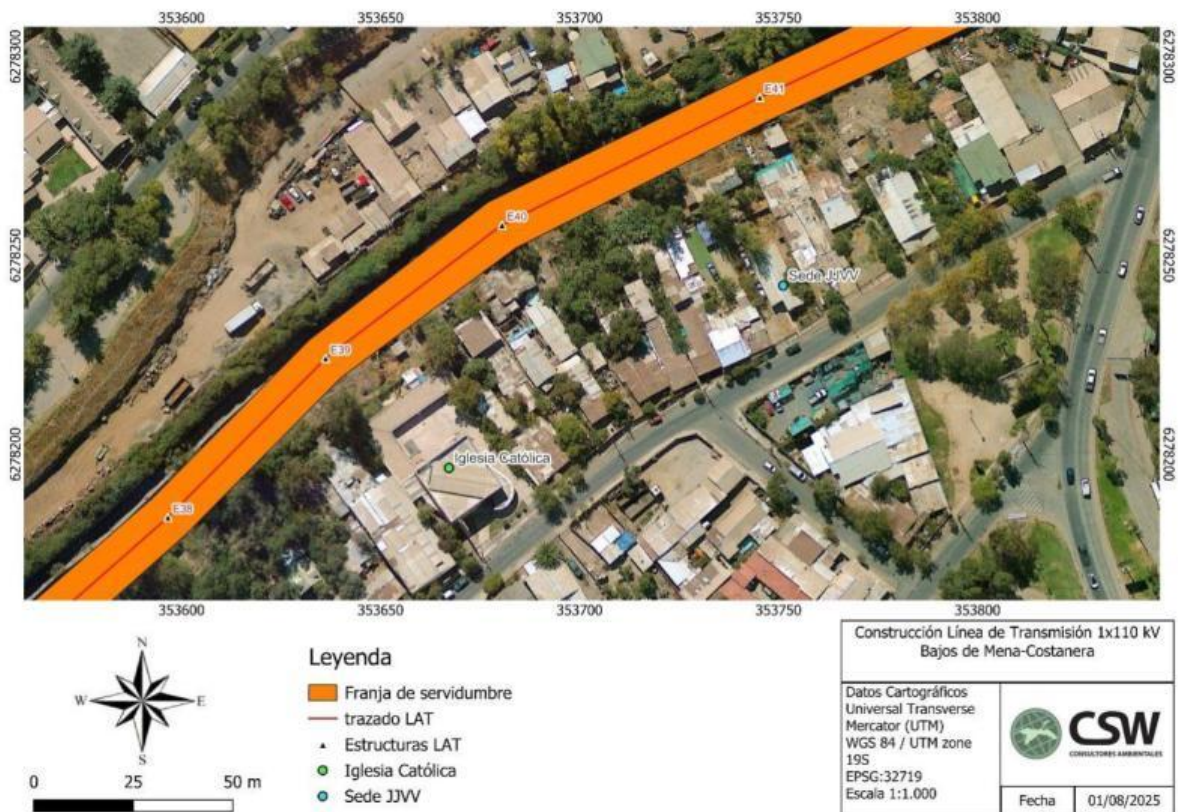 353600 353650 353700 353750 353800
6278300
6278300
E41
E40
6278250
6278250
Sede JJVV
E39
6278200
6278200
Iglesia Católica
E38
353600 353650 353700 353750 353800
N
W E
S
0 25 50 m
Leyenda
Franja de servidumbre
trazado LAT
Estructuras LAT
Iglesia Católica
Sede JJVV
Construcción Línea de Transmisión 1x110 kV
Bajos de Mena-Costanera
Datos Cartográficos
Universal Transverse
Mercator (UTM)
WGS 84 / UTM zone
19S
EPSG:32719
Escala 1:1.000
CSW
CONSULTORES AMBIENTALES
Fecha 01/08/2025